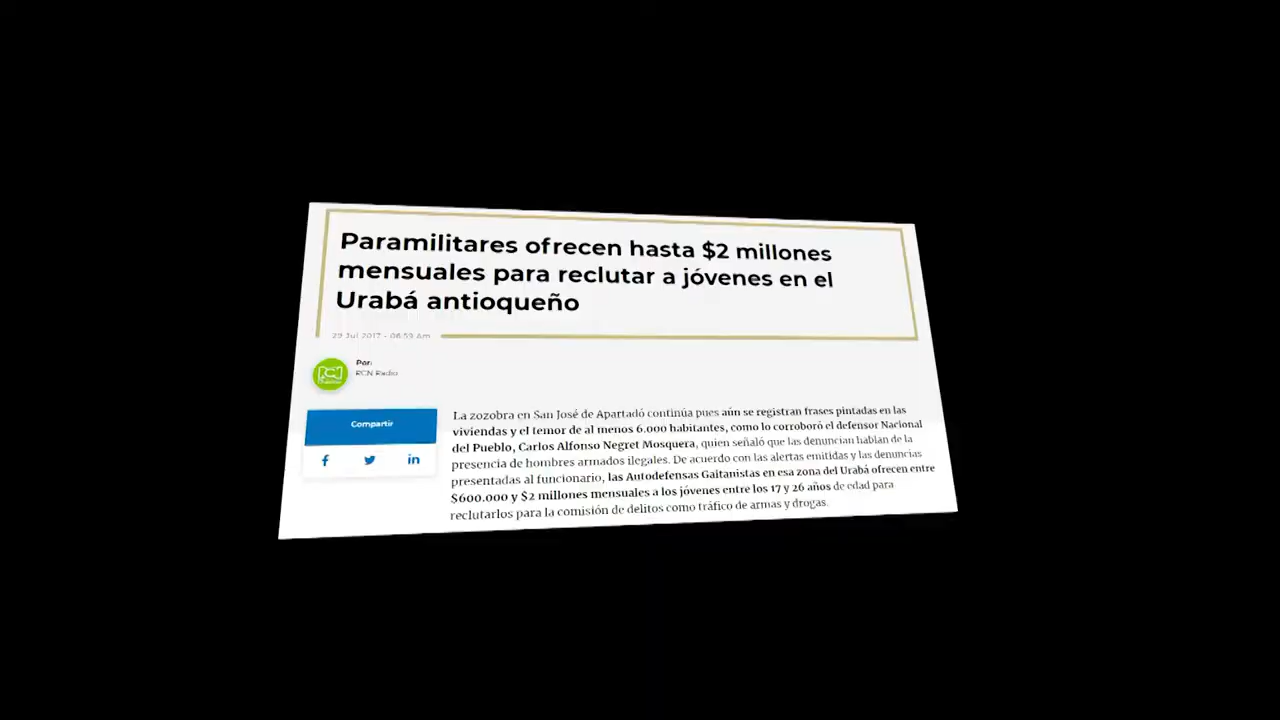 Paramilitares ofrecen hasta $2 millones
mensuales para reclutar a jóvenes en el
Urabá antioqueño
29 Jul 2017 - 06:59 Am
Por:
RCN Radio
Compartir
La zozobra en San José de Apartadó continúa pues aún se registran frases pintadas en las
viviendas y el temor de al menos 6.000 habitantes, como lo corroboró el defensor Nacional
del Pueblo, Carlos Alfonso Negret Mosquera, quien señaló que las denuncian hablan de la
presencia de hombres armados ilegales. De acuerdo con las alertas emitidas y las denuncias
presentadas al funcionario, las Autodefensas Gaitanistas en esa zona del Urabá ofrecen entre
$600.000 y $2 millones mensuales a los jóvenes entre los 17 y 26 años de edad para
reclutarlos para la comisión de delitos como tráfico de armas y drogas.